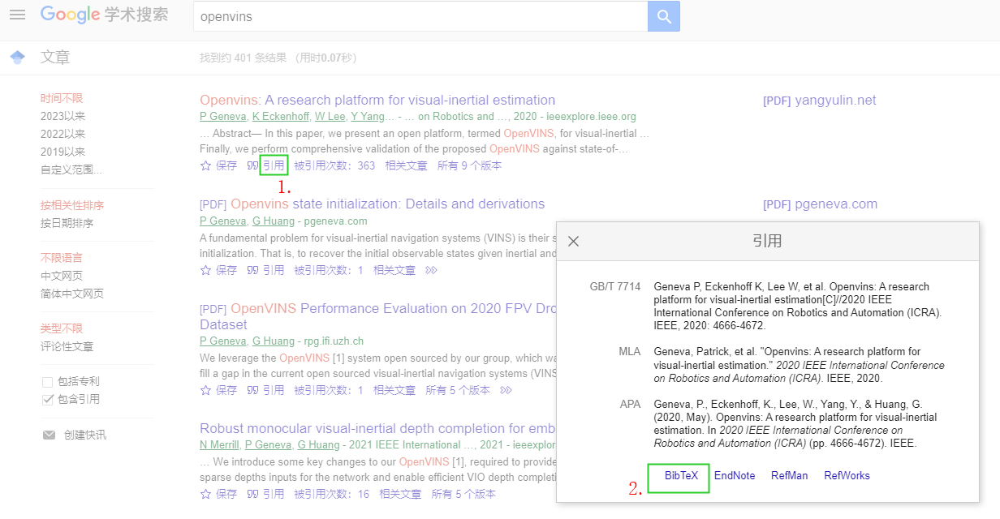 Google 学术搜索
openvins
文章
找到约 401 条结果 （用时0.07秒）
时间不限
2023以来
2022以来
2019以来
自定义范围...
按相关性排序
按日期排序
不限语言
中文网页
简体中文网页
类型不限
评论性文章
包括专利
包含引用
创建快讯
Openvins: A research platform for visual-inertial estimation
[PDF] yangyulin.net
P Geneva, K Eckenhoff, W Lee, Y Yang… - … on Robotics and …, 2020 - ieeexplore.ieee.org
… Abstract— In this paper, we present an open platform, termed OpenVINS, for visual-inertial …
Finally, we perform comprehensive validation of the proposed OpenVINS against state-of-…
保存 引用 被引用次数：363 相关文章 所有 9 个版本
1.
[PDF] Openvins state initialization: Details and derivations
[PDF] pgeneva.com
P Geneva, G Huang - pgeneva.com
A fundamental problem for visual-inertial navigation systems (VINS) is their s
initialization. That is, to recover the initial observable states given inertial and
保存 引用 被引用次数：1 相关文章
[PDF] OpenVINS Performance Evaluation on 2020 FPV Dro
Dataset
P Geneva, G Huang - rpg.ifi.uzh.ch
We leverage the OpenVINS [1] system open sourced by our group, which wa
fill a gap in the current open sourced visual-inertial navigation systems (VINS
保存 引用 被引用次数：1 相关文章 所有 5 个版本
Robust monocular visual-inertial depth completion for emb
N Merrill, P Geneva, G Huang - 2021 IEEE International …, 2021 - ieeexplor
… We introduce some key changes to our OpenVINS [1], required to provide
sparse depths inputs for the network and enable efficient VIO depth completi
保存 引用 被引用次数：16 相关文章 所有 5 个版本
引用
GB/T 7714 Geneva P, Eckenhoff K, Lee W, et al. Openvins: A research
platform for visual-inertial estimation[C]//2020 IEEE
International Conference on Robotics and Automation (ICRA).
IEEE, 2020: 4666-4672.
MLA Geneva, Patrick, et al. "Openvins: A research platform for
visual-inertial estimation." 2020 IEEE International Conference
on Robotics and Automation (ICRA). IEEE, 2020.
APA Geneva, P., Eckenhoff, K., Lee, W., Yang, Y., & Huang, G.
(2020, May). Openvins: A research platform for visual-inertial
estimation. In 2020 IEEE International Conference on
Robotics and Automation (ICRA) (pp. 4666-4672). IEEE.
2.
BibTeX EndNote RefMan RefWorks